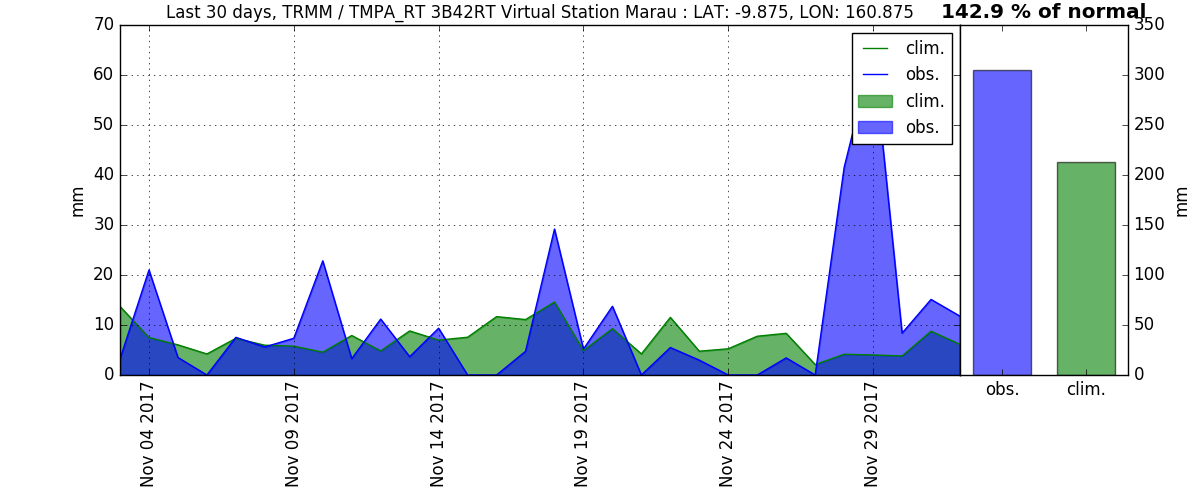 Last 30 days, TRMM / TMPA_RT 3B42RT Virtual Station Marau : LAT: -9.875, LON: 160.875
142.9 % of normal
70
60
50
40
30
20
10
0
mm
clim.
obs.
clim.
obs.
350
300
250
200
150
100
50
0
mm
Nov 04 2017
Nov 09 2017
Nov 14 2017
Nov 19 2017
Nov 24 2017
Nov 29 2017
obs.
clim.